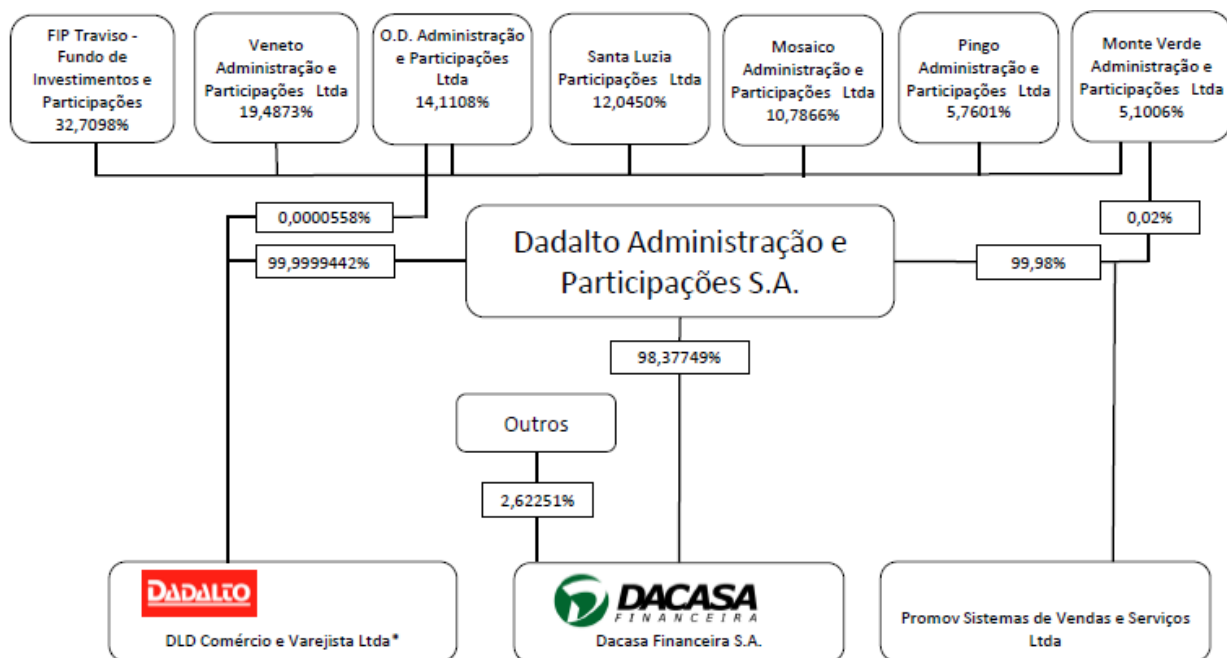 FIP Traviso -
Fundo de
Investimentos e
Participações
32,7098%
Veneto
Administração e
Participações Ltda
19,4873%
O.D. Administração
e Participações
Ltda
14,1108%
Santa Luzia
Participações Ltda
12,0450%
Mosaico
Administração e
Participações Ltda
10,7866%
Pingo
Administração e
Participações Ltda
5,7601%
Monte Verde
Administração e
Participações Ltda
5,1006%
0,0000558%
0,02%
Dadalto Administração e
Participações S.A.
99,9999442%
99,98%
98,37749%
Outros
2,62251%
DADALTO
DLD Comércio e Varejista Ltda*
DACASA
FINANCEIRA
Dacasa Financeira S.A.
Promov Sistemas de Vendas e Serviços
Ltda